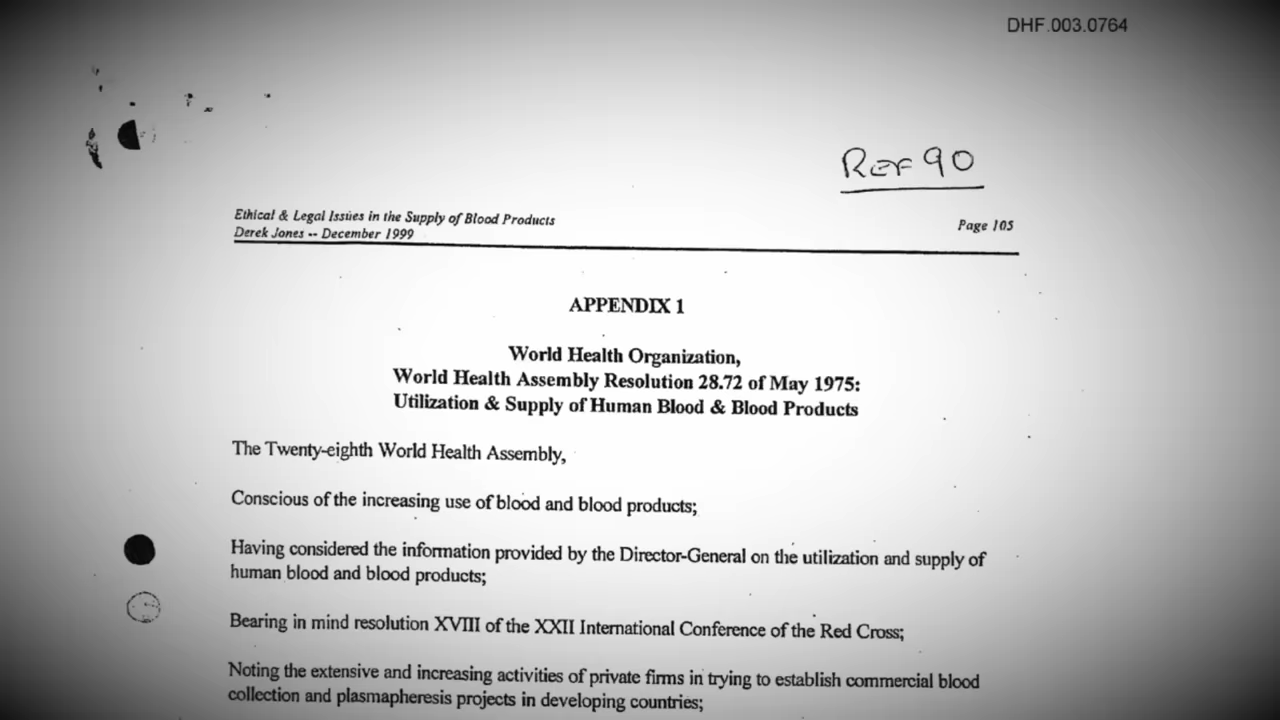 DHF.003.0764
Ref 90
Ethical & Legal Issues in the Supply of Blood Products
Derek Jones -- December 1999
Page 105
APPENDIX 1
World Health Organization,
World Health Assembly Resolution 28.72 of May 1975:
Utilization & Supply of Human Blood & Blood Products
The Twenty-eighth World Health Assembly,
Conscious of the increasing use of blood and blood products;
Having considered the information provided by the Director-General on the utilization and supply of
human blood and blood products;
Bearing in mind resolution XVIII of the XXII International Conference of the Red Cross;
Noting the extensive and increasing activities of private firms in trying to establish commercial blood
collection and plasmapheresis projects in developing countries;